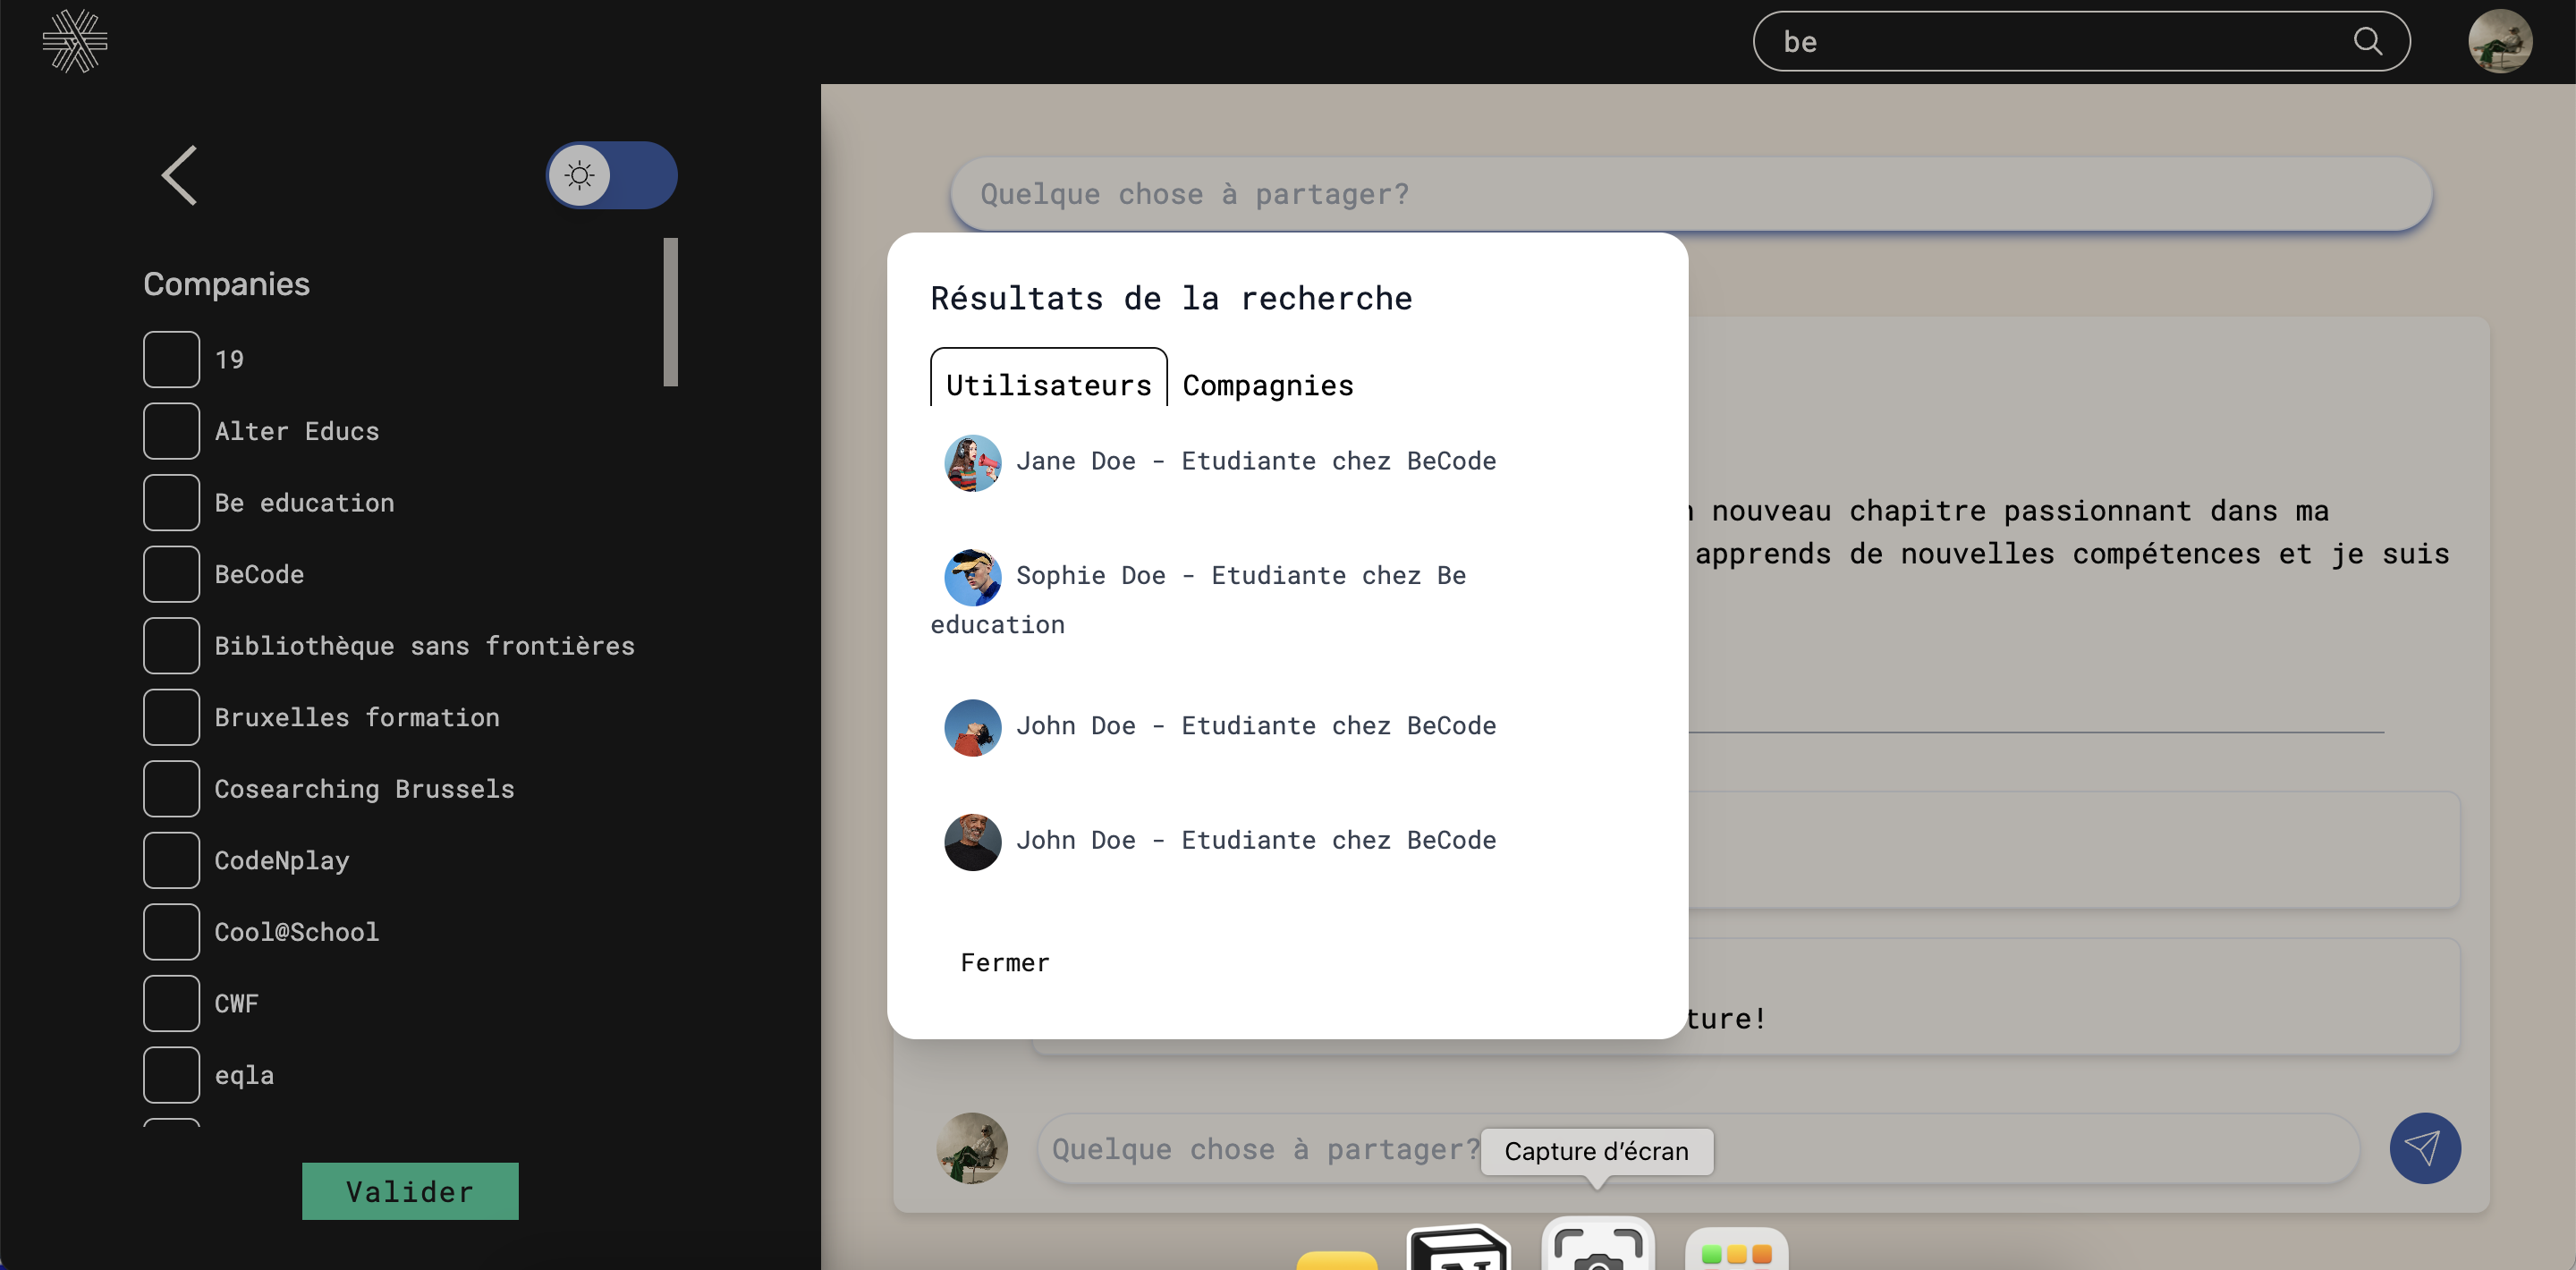 be
Companies
19
Alter Educs
Be education
BeCode
Bibliothèque sans frontières
Bruxelles formation
Cosearching Brussels
CodeNplay
Cool@School
CWF
eqla
Valider
Quelque chose à partager?
Résultats de la recherche
Utilisateurs Compagnies
Jane Doe - Etudiante chez BeCode
Sophie Doe - Etudiante chez Be
education
John Doe - Etudiante chez BeCode
John Doe - Etudiante chez BeCode
Fermer
nouveau chapitre passionnant dans ma
apprends de nouvelles compétences et je suis
ture!
Quelque chose à partager?
Capture d'écran